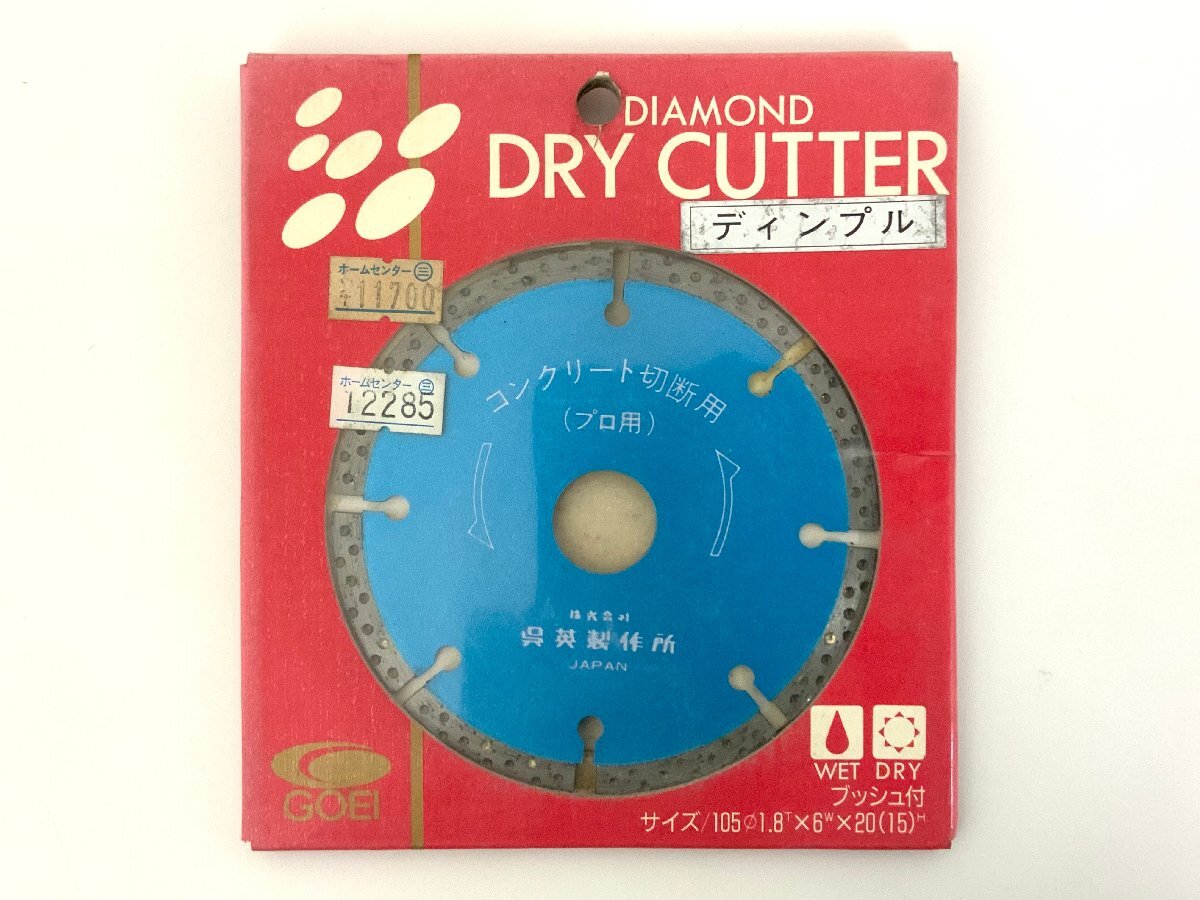 DIAMOND
DRY CUTTER
ディンプル
ホームセンター㊂
¥11700
ホームセンター㊂
12285
コンクリート切断用
(プロ用)
株式会社
呉英製作所
JAPAN
GOEI
WET DRY
ブッシュ付
サイズ/105∅1.8ᵀ×6ᵂ×20(15)ᴴ